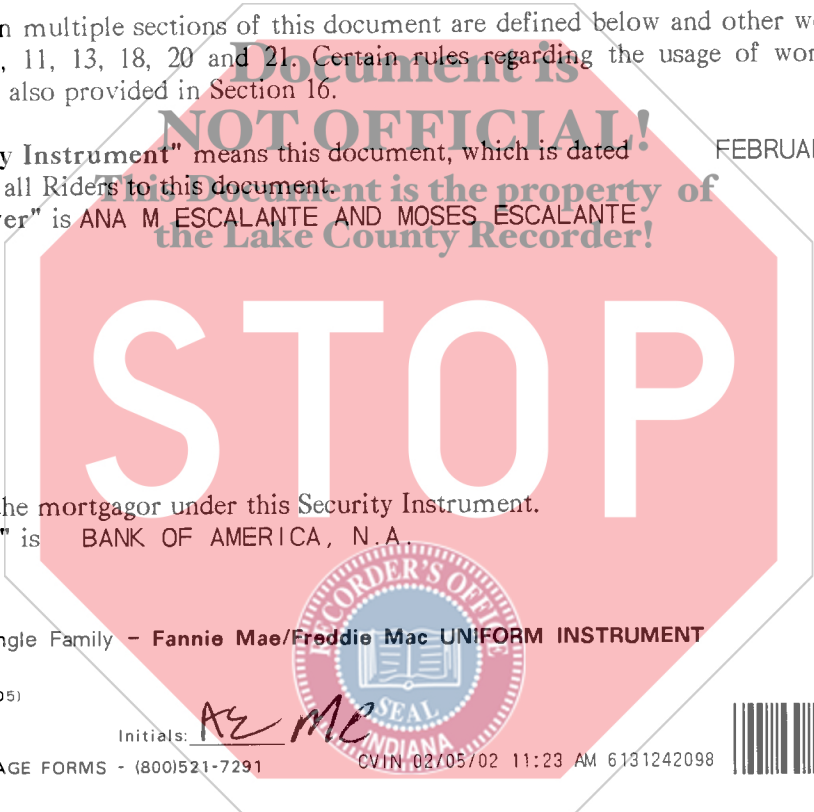 n multiple sections of this document are defined below and other w
, 11, 13, 18, 20 and 21. Certain rules regarding the usage of wor
also provided in Section 16.
Document is
NOT OFFICIAL!
This Document is the property of
the Lake County Recorder!
y Instrument" means this document, which is dated FEBRUA
all Riders to this document.
er" is ANA M ESCALANTE AND MOSES ESCALANTE
STOP
he mortgagor under this Security Instrument.
" is BANK OF AMERICA, N.A.
RECORDER'S OFFICE
SEAL
INDIANA
ngle Family - Fannie Mae/Freddie Mac UNIFORM INSTRUMENT
05)
Initials: AE ME
AGE FORMS - (800)521-7291 CVIN 02/05/02 11:23 AM 6131242098